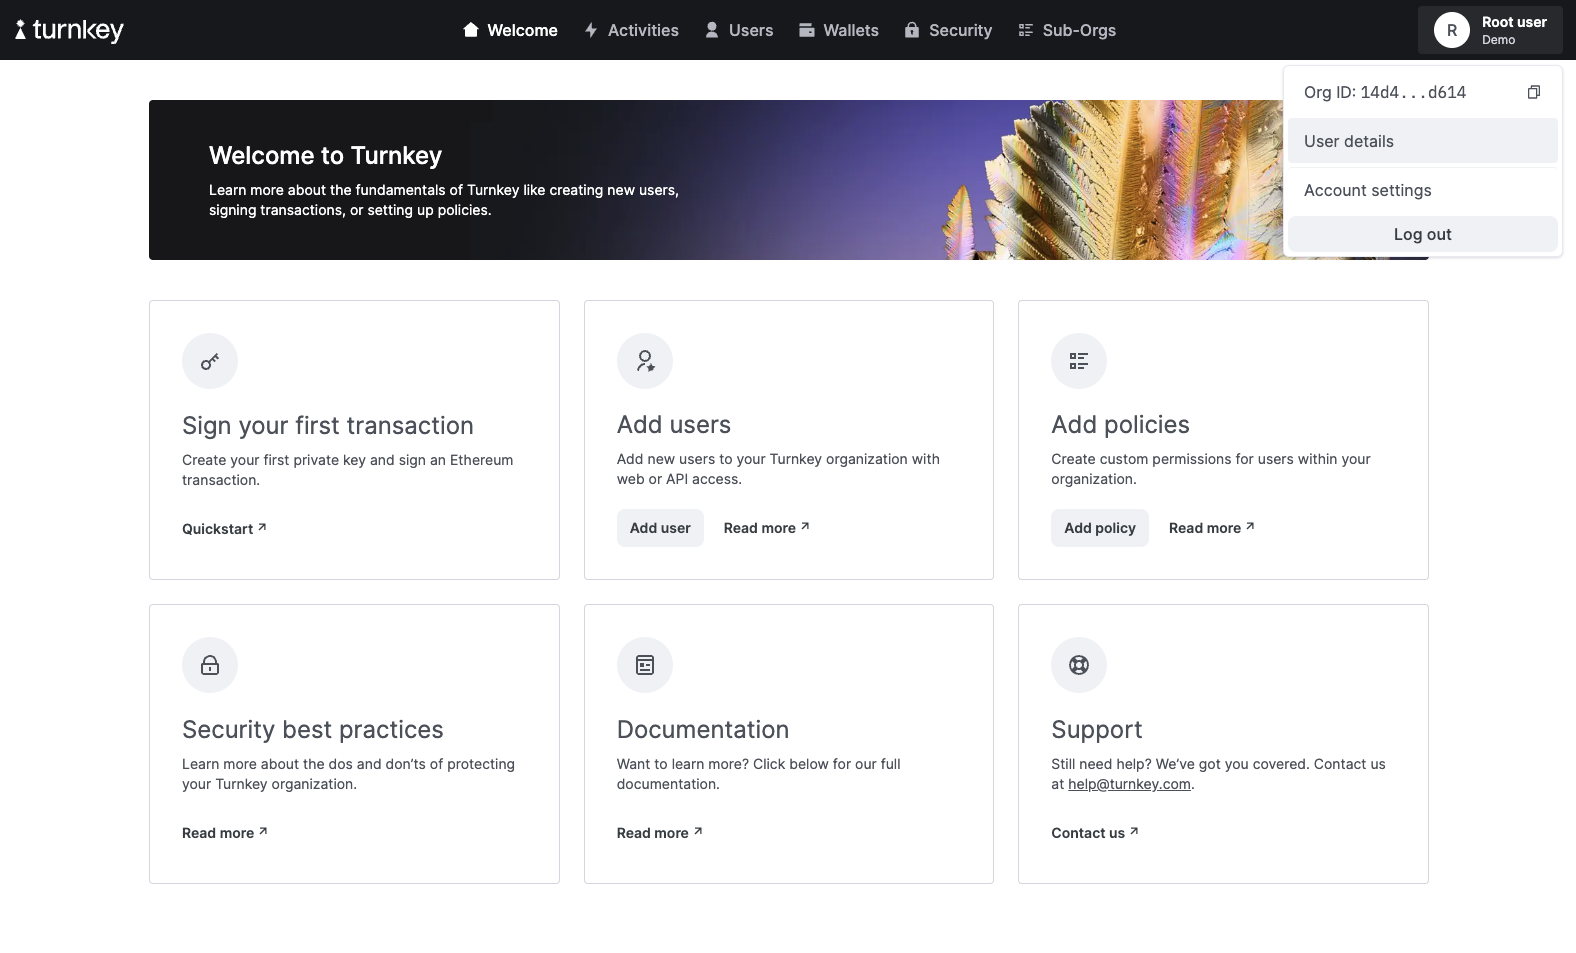 turnkey
Welcome
Activities
Users
Wallets
Security
Sub-Orgs
R
Root user
Demo
Org ID: 14d4...d614
User details
Account settings
Log out
Welcome to Turnkey
Learn more about the fundamentals of Turnkey like creating new users,
signing transactions, or setting up policies.
Sign your first transaction
Create your first private key and sign an Ethereum
transaction.
Quickstart ↗
Add users
Add new users to your Turnkey organization with
web or API access.
Add user
Read more ↗
Add policies
Create custom permissions for users within your
organization.
Add policy
Read more ↗
Security best practices
Learn more about the dos and don’ts of protecting
your Turnkey organization.
Read more ↗
Documentation
Want to learn more? Click below for our full
documentation.
Read more ↗
Support
Still need help? We’ve got you covered. Contact us
at help@turnkey.com.
Contact us ↗